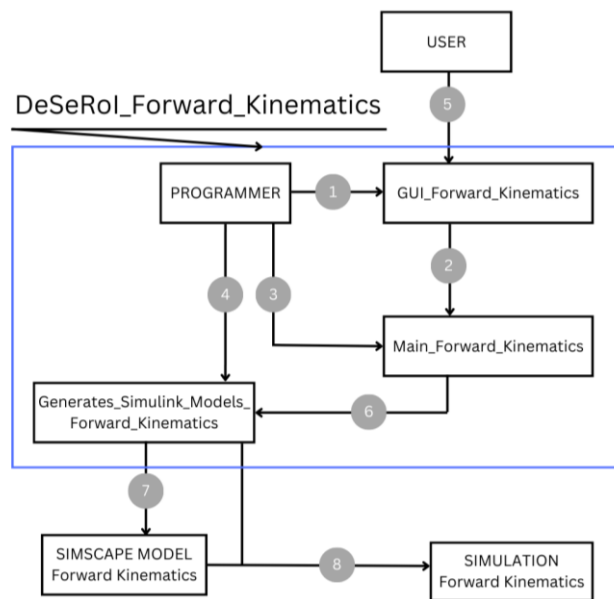 USER
5
DeSeRoI_Forward_Kinematics
PROGRAMMER
1
GUI_Forward_Kinematics
2
4
3
Main_Forward_Kinematics
Generates_Simulink_Models_
Forward_Kinematics
6
7
SIMSCAPE MODEL
Forward Kinematics
8
SIMULATION
Forward Kinematics